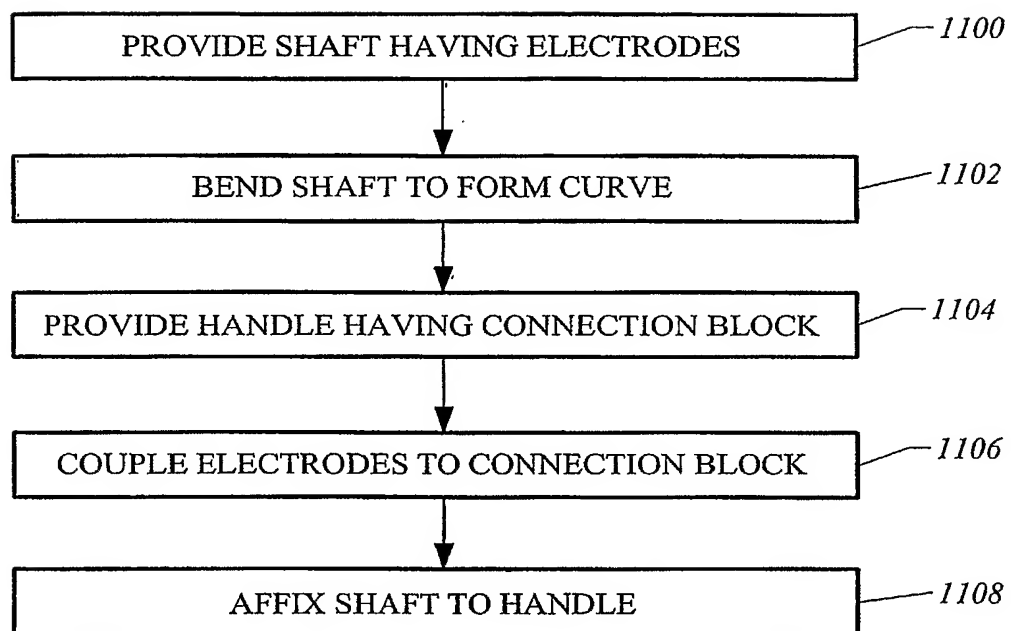 PROVIDE SHAFT HAVING ELECTRODES 1100
BEND SHAFT TO FORM CURVE 1102
PROVIDE HANDLE HAVING CONNECTION BLOCK 1104
COUPLE ELECTRODES TO CONNECTION BLOCK 1106
AFFIX SHAFT TO HANDLE 1108